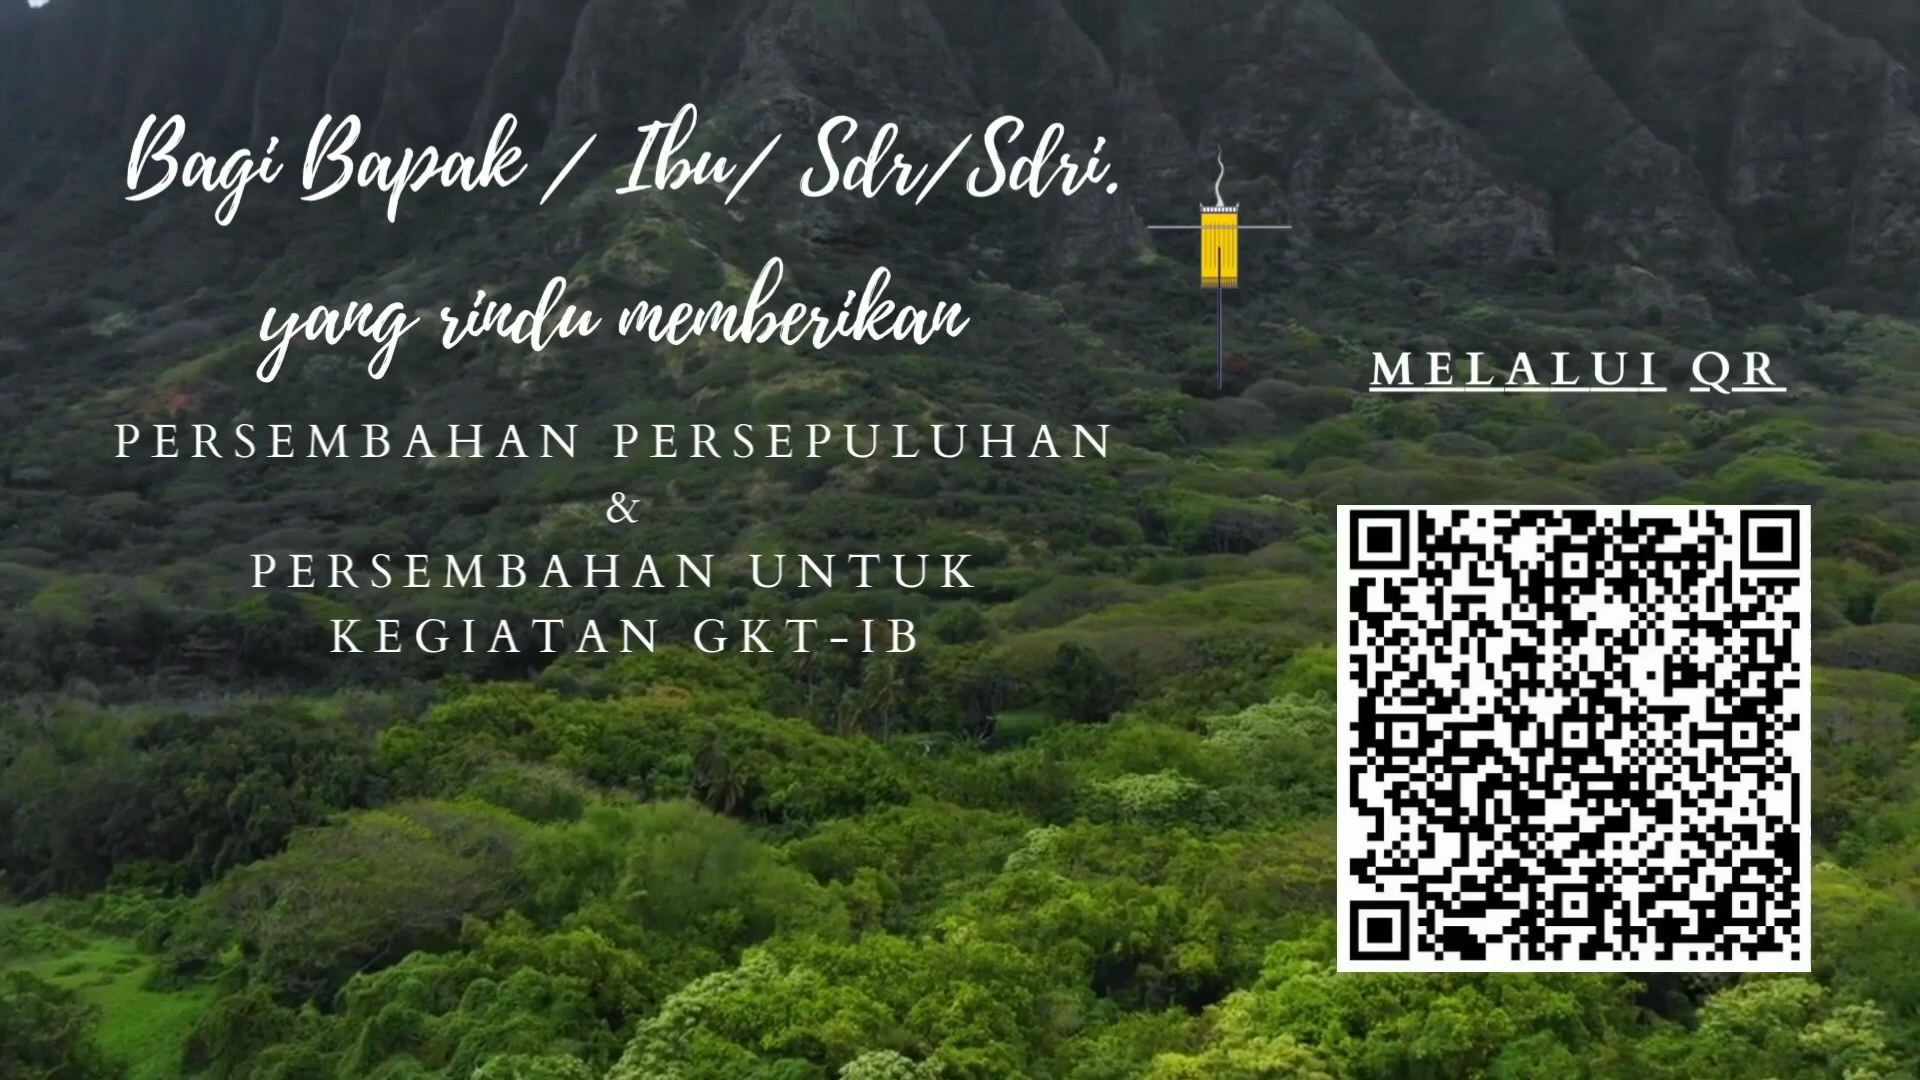 Bagi Bapak / Ibu/ Sdr/Sdri.
yang rindu memberikan
PERSEMBAHAN PERSEPULUHAN
&
PERSEMBAHAN UNTUK
KEGIATAN GKT-IB
MELALUI QR